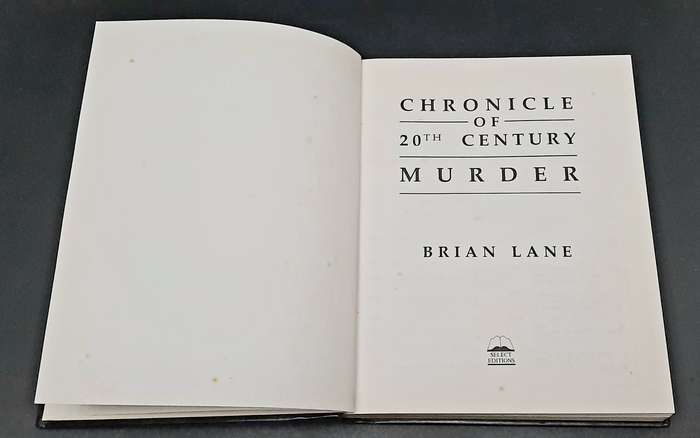 CHRONICLE
OF
20TH CENTURY
MURDER
BRIAN LANE
SELECT
EDITIONS